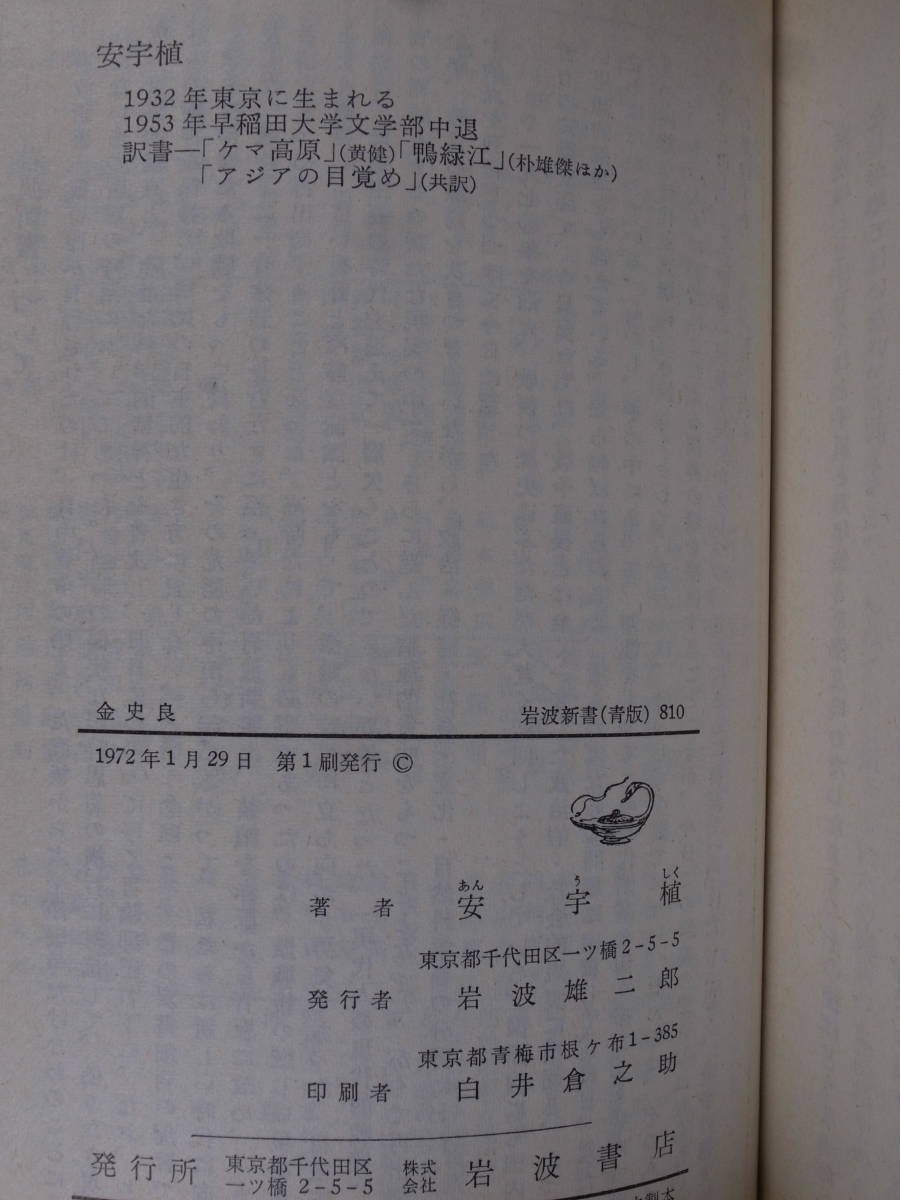 安宇植
1932年東京に生まれる
1953年早稲田大学文学部中退
訳書―「ケマ高原」(黄健)「鴨緑江」(朴雄傑ほか)
「アジアの目覚め」(共訳)
金史良 岩波新書(青版) 810
1972年1月29日 第1刷発行 ©
あん う しく
著者 安宇植
東京都千代田区一ツ橋2-5-5
発行者 岩波雄二郎
東京都青梅市根ヶ布1-385
印刷者 白井倉之助
発行所 東京都千代田区一ツ橋 2-5-5 株式会社 岩波書店